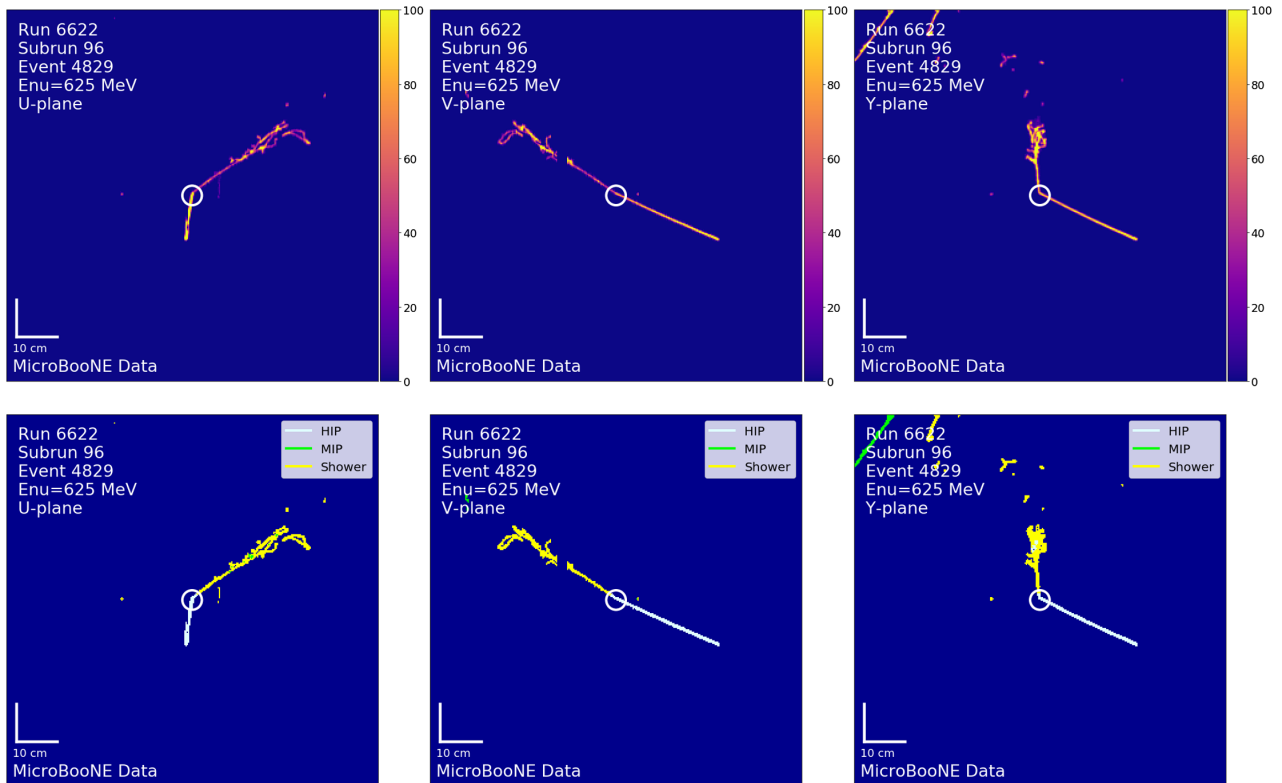 Run 6622
Subrun 96
Event 4829
Enu=625 MeV
U-plane
10 cm
MicroBooNE Data
100
80
60
40
20
0
Run 6622
Subrun 96
Event 4829
Enu=625 MeV
V-plane
10 cm
MicroBooNE Data
100
80
60
40
20
0
Run 6622
Subrun 96
Event 4829
Enu=625 MeV
Y-plane
10 cm
MicroBooNE Data
100
80
60
40
20
0
Run 6622
Subrun 96
Event 4829
Enu=625 MeV
U-plane
HIP
MIP
Shower
10 cm
MicroBooNE Data
Run 6622
Subrun 96
Event 4829
Enu=625 MeV
V-plane
HIP
MIP
Shower
10 cm
MicroBooNE Data
Run 6622
Subrun 96
Event 4829
Enu=625 MeV
Y-plane
HIP
MIP
Shower
10 cm
MicroBooNE Data